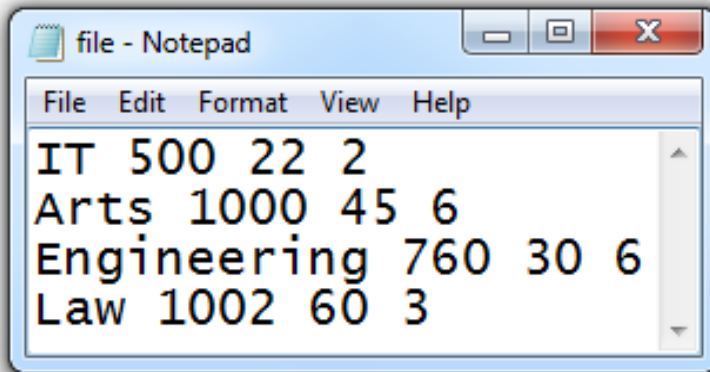 file - Notepad
File Edit Format View Help
IT 500 22 2
Arts 1000 45 6
Engineering 760 30 6
Law 1002 60 3